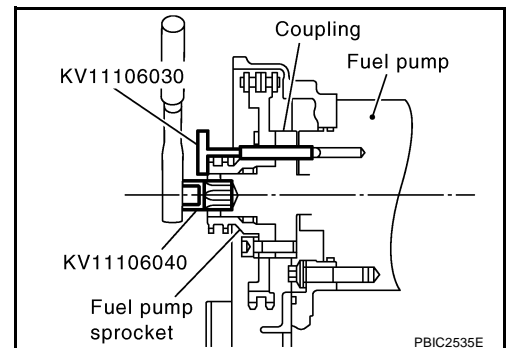 Coupling
Fuel pump
KV11106030
KV11106040
Fuel pump
sprocket
PBIC2535E